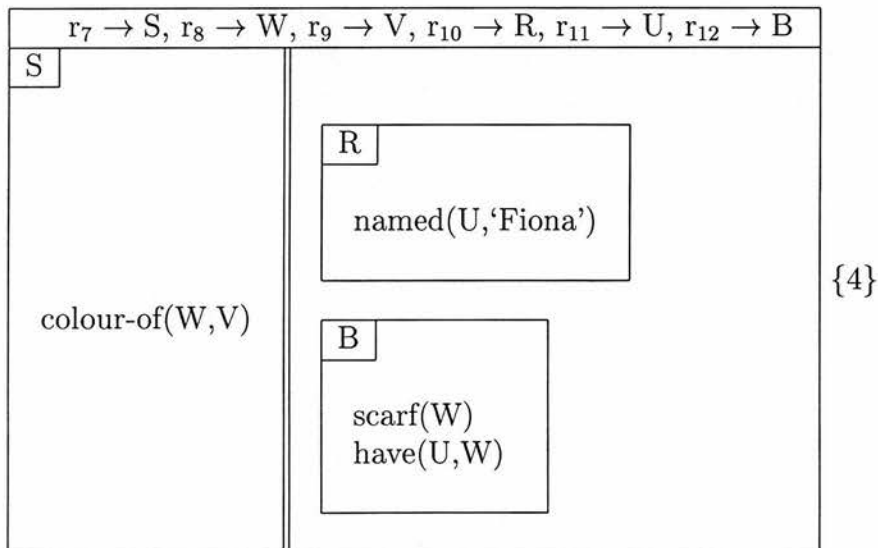 r₇ → S, r₈ → W, r₉ → V, r₁₀ → R, r₁₁ → U, r₁₂ → B
S
R
named(U,‘Fiona’)
{4}
colour-of(W,V)
B
scarf(W)
have(U,W)